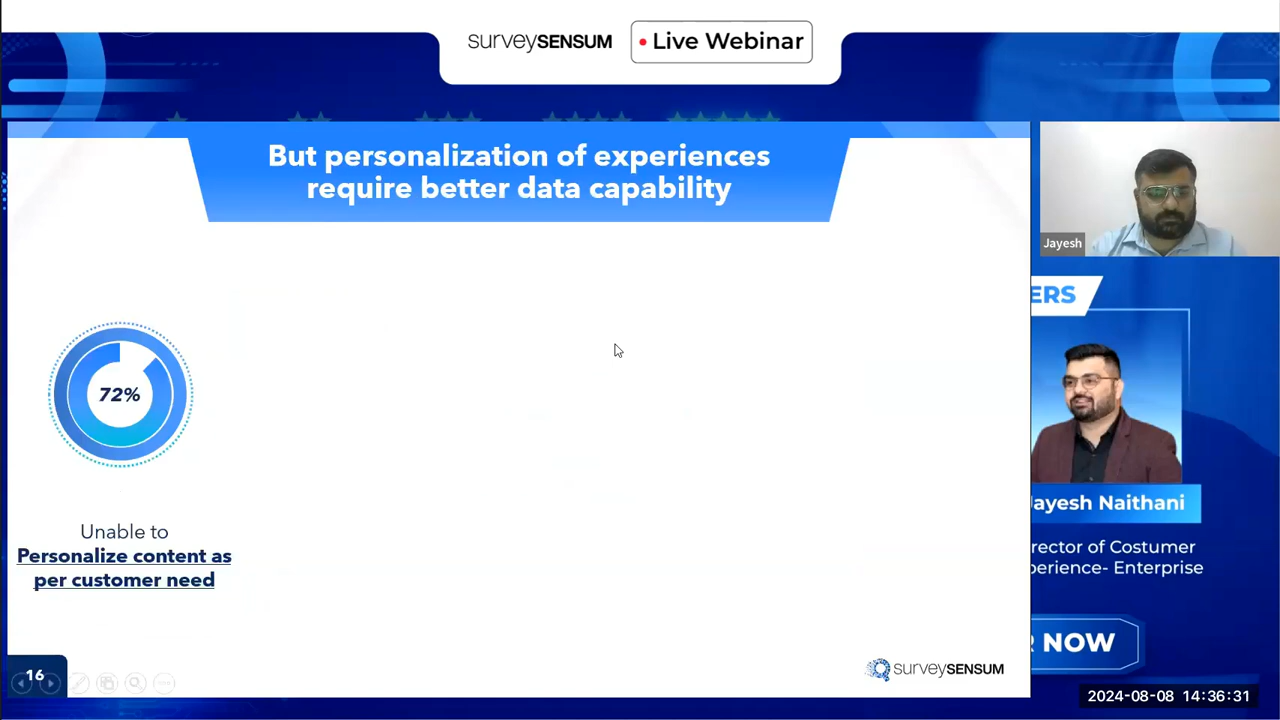 surveySENSUM
Live Webinar
But personalization of experiences
require better data capability
Jayesh
ERS
72%
Jayesh Naithani
rector of Costumer
perience- Enterprise
Unable to
Personalize content as
per customer need
NOW
16
surveySENSUM
2024-08-08 14:36:31